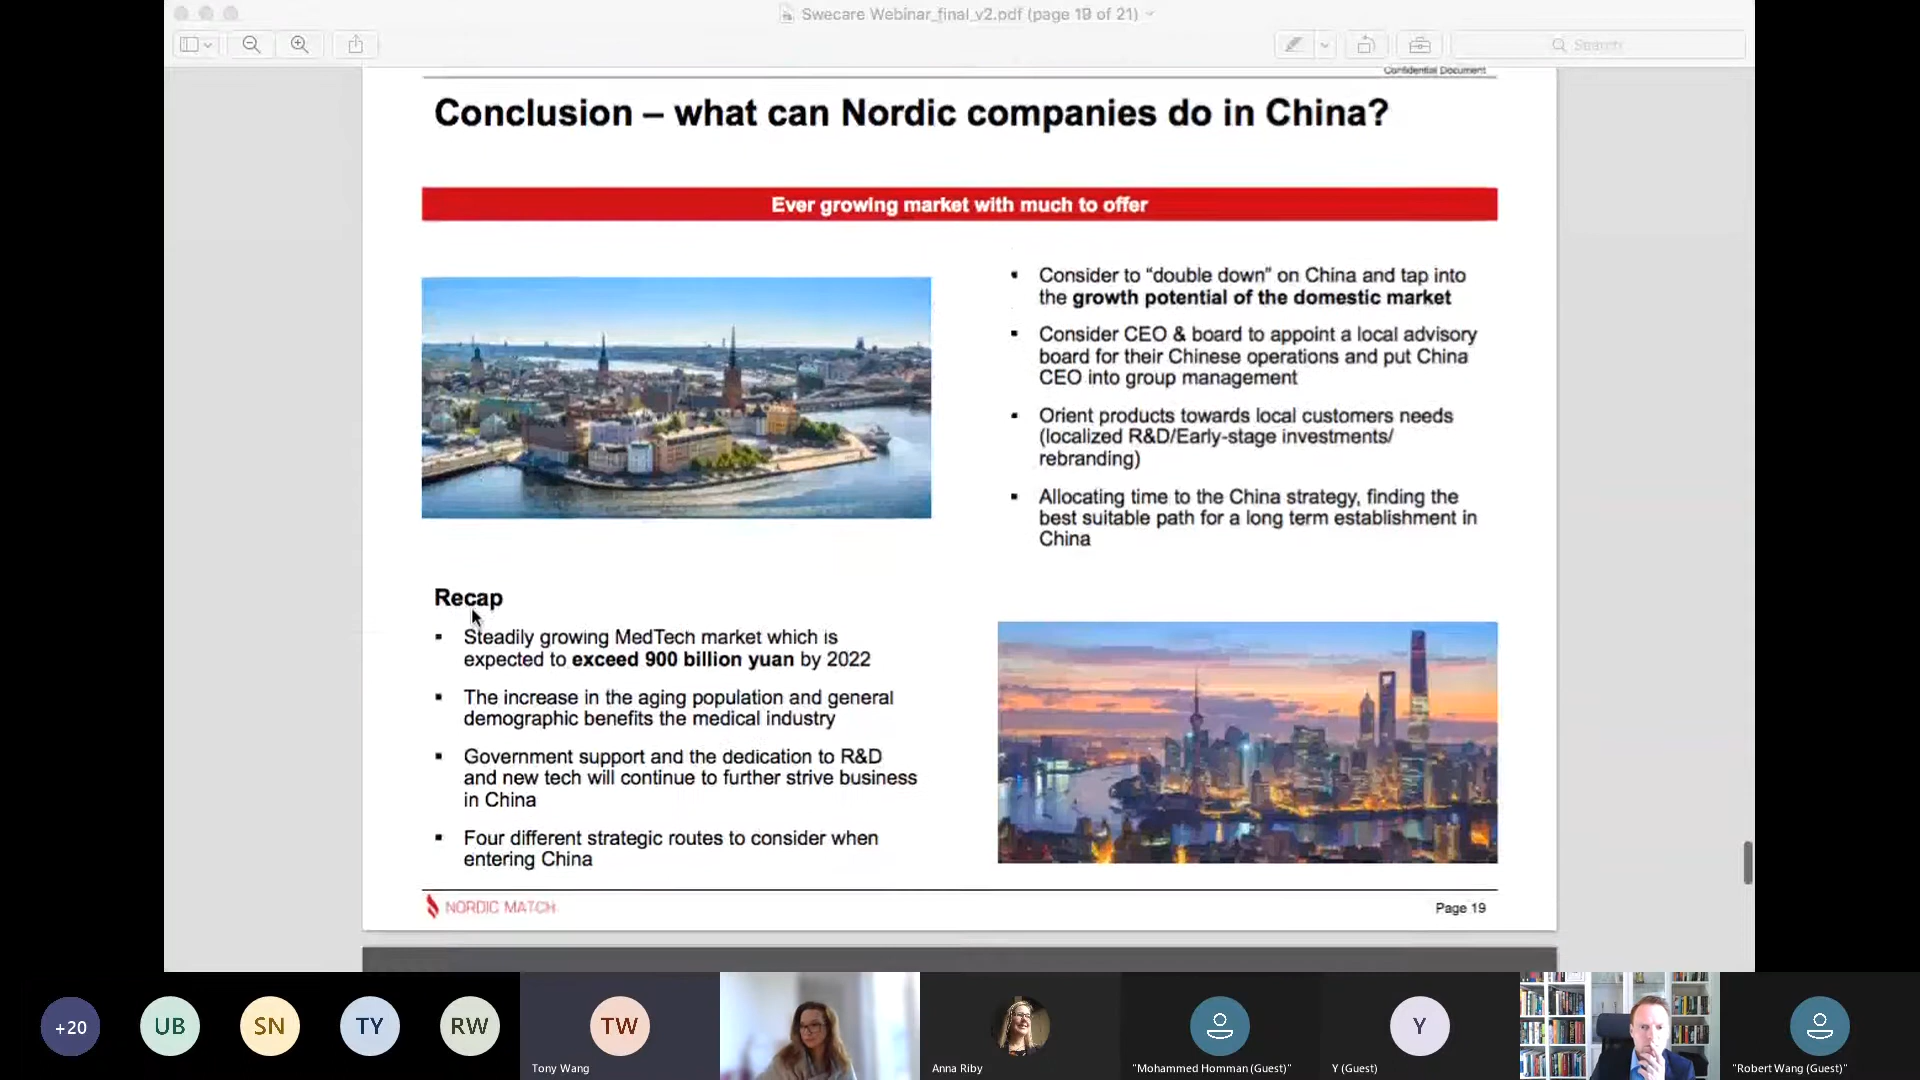 Swecare Webinar_final_v2.pdf (page 19 of 21)
Search
Confidential Document
Conclusion – what can Nordic companies do in China?
Ever growing market with much to offer
▪ Consider to “double down” on China and tap into
the growth potential of the domestic market
▪ Consider CEO & board to appoint a local advisory
board for their Chinese operations and put China
CEO into group management
▪ Orient products towards local customers needs
(localized R&D/Early-stage investments/
rebranding)
▪ Allocating time to the China strategy, finding the
best suitable path for a long term establishment in
China
Recap
▪ Steadily growing MedTech market which is
expected to exceed 900 billion yuan by 2022
▪ The increase in the aging population and general
demographic benefits the medical industry
▪ Government support and the dedication to R&D
and new tech will continue to further strive business
in China
▪ Four different strategic routes to consider when
entering China
NORDIC MATCH
Page 19
+20
UB
SN
TY
RW
TW
Tony Wang
Anna Riby
"Mohammed Homman (Guest)"
Y
Y (Guest)
"Robert Wang (Guest)"